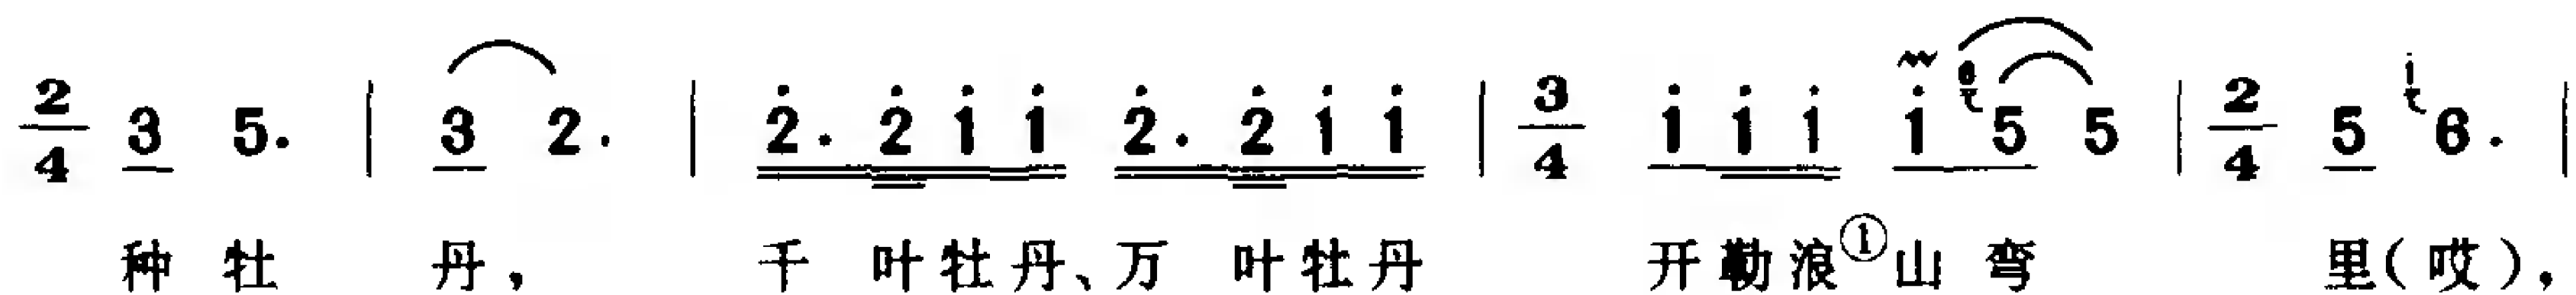 2/4 3 5. | 3 2. | 2. 2 1 1 2. 2 1 1 | 3/4 1 1 1 1 6 5 5 | 2/4 5 1 6. |
种牡 丹， 千 叶牡丹、万 叶牡丹 开勒浪①山 弯 里（哎），